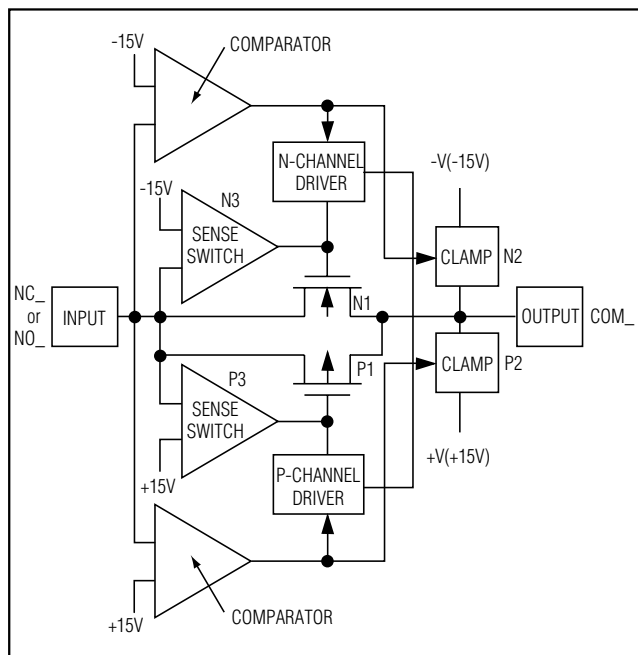 -15V
COMPARATOR
N-CHANNEL
DRIVER
-V(-15V)
-15V
N3
SENSE
SWITCH
CLAMP
N2
NC_
or
NO_
INPUT
N1
OUTPUT
COM_
P1
CLAMP
P2
P3
SENSE
SWITCH
+15V
P-CHANNEL
DRIVER
+V(+15V)
+15V
COMPARATOR